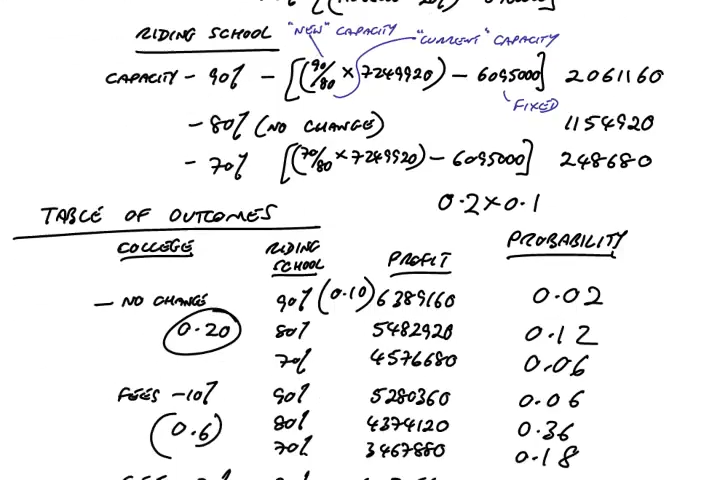 RIDING SCHOOL "NEW" CAPACITY "CURRENT" CAPACITY
CAPACITY - 90% - [(90/80 × 7249920) - 6095000] 2061160
FIXED
- 80% (NO CHANGE) 1154920
- 70% [(70/80 × 7249920) - 6095000] 248680
0.2 × 0.1
TABLE OF OUTCOMES
COLLEGE RIDING SCHOOL PROFIT PROBABILITY
- NO CHANGE 90% (0.10) 6389160 0.02
0.20 80% 5482920 0.12
70% 4576680 0.06
FEES -10% 90% 5280360 0.06
(0.6) 80% 4374120 0.36
70% 3467880 0.18